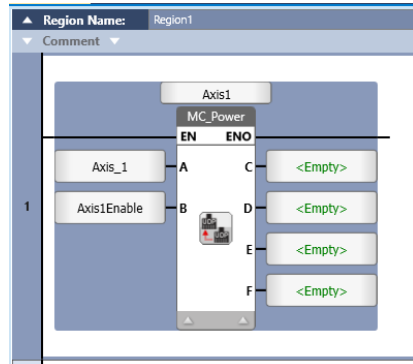 Region Name: Region1
Comment
Axis1
MC_Power
EN ENO
Axis_1 A C <Empty>
1 Axis1Enable B D <Empty>
E <Empty>
F <Empty>